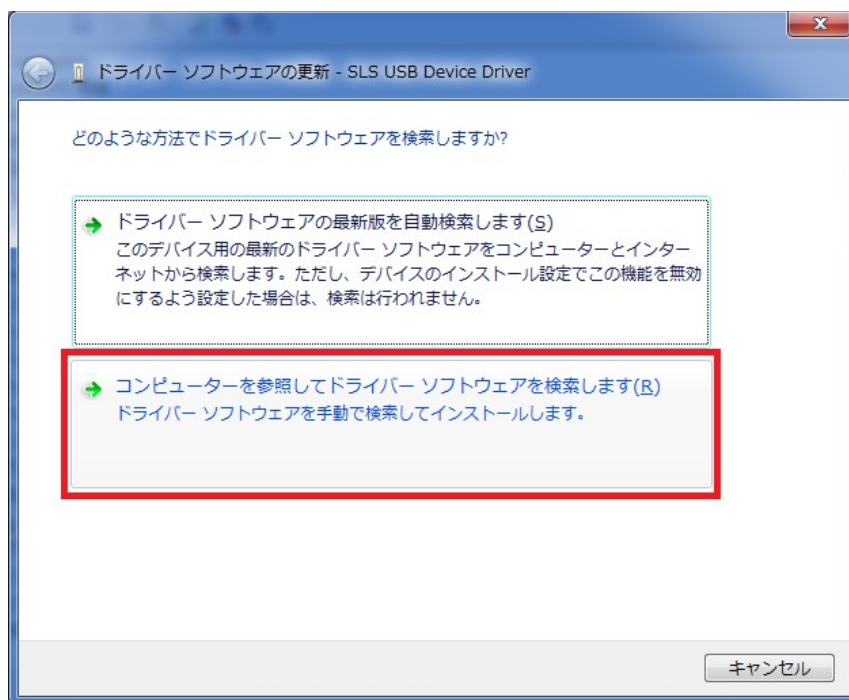 ドライバー ソフトウェアの更新 - SLS USB Device Driver
どのような方法でドライバー ソフトウェアを検索しますか?
ドライバー ソフトウェアの最新版を自動検索します(S)
このデバイス用の最新のドライバー ソフトウェアをコンピューターとインター
ネットから検索します。ただし、デバイスのインストール設定でこの機能を無効
にするよう設定した場合は、検索は行われません。
コンピューターを参照してドライバー ソフトウェアを検索します(R)
ドライバー ソフトウェアを手動で検索してインストールします。
キャンセル